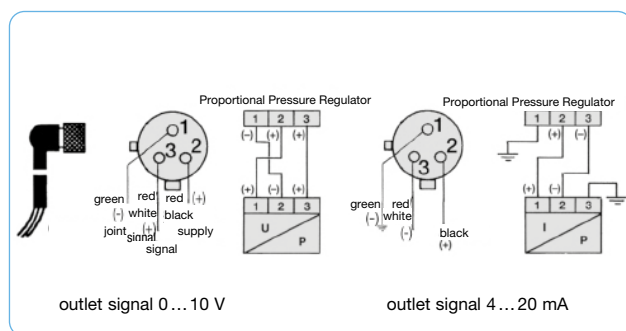 Proportional Pressure Regulator
1 2 3
(-) (+) (+)
1
3 2
green red/ red (+)
(-) white black
joint (+) supply
signal
signal
(+) (-) (+)
1 2 3
U
P
outlet signal 0...10 V
Proportional Pressure Regulator
1 2 3
(+) (-)
1
2
3
green red/
(-) white
(-) black
(+)
(+) (-)
1 2 3
I
P
outlet signal 4...20 mA